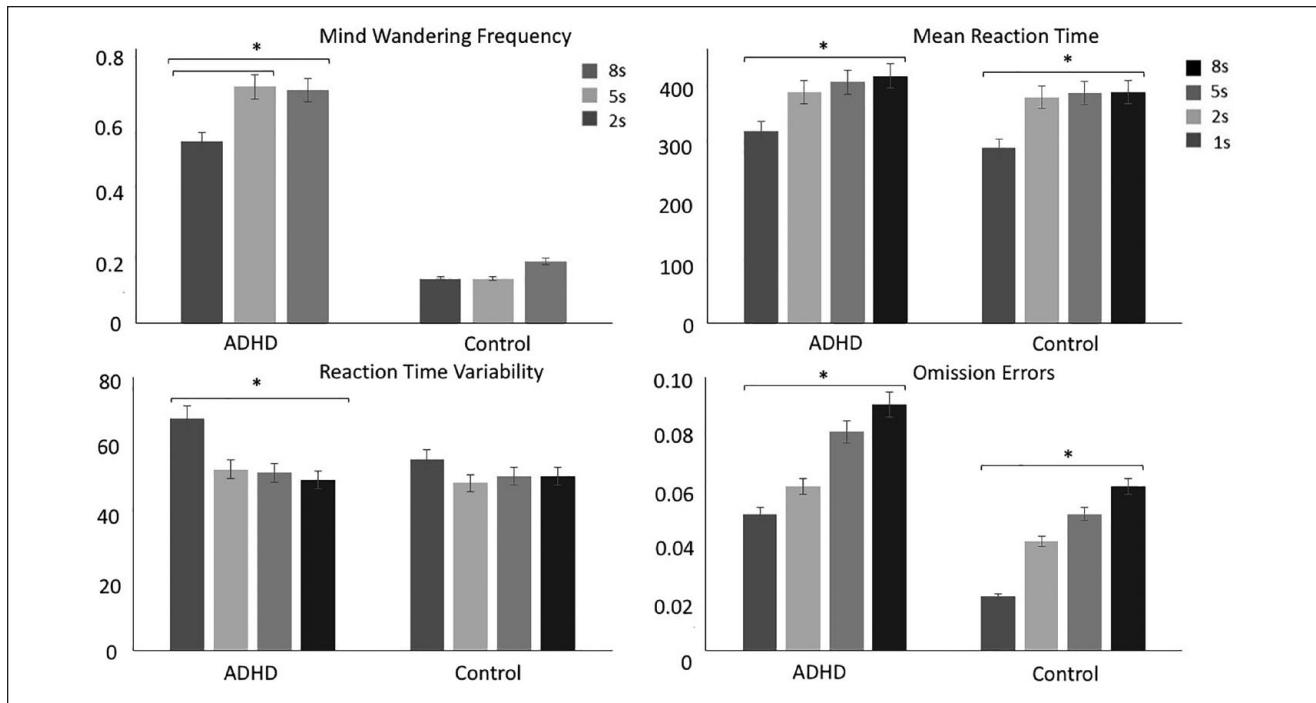 Mind Wandering Frequency
0.8
0.6
0.4
0.2
0
*
8s
5s
2s
ADHD
Control
Mean Reaction Time
400
300
200
100
0
*
*
8s
5s
2s
1s
ADHD
Control
Reaction Time Variability
80
60
40
20
0
*
ADHD
Control
Omission Errors
0.10
0.08
0.06
0.04
0.02
0
*
*
ADHD
Control